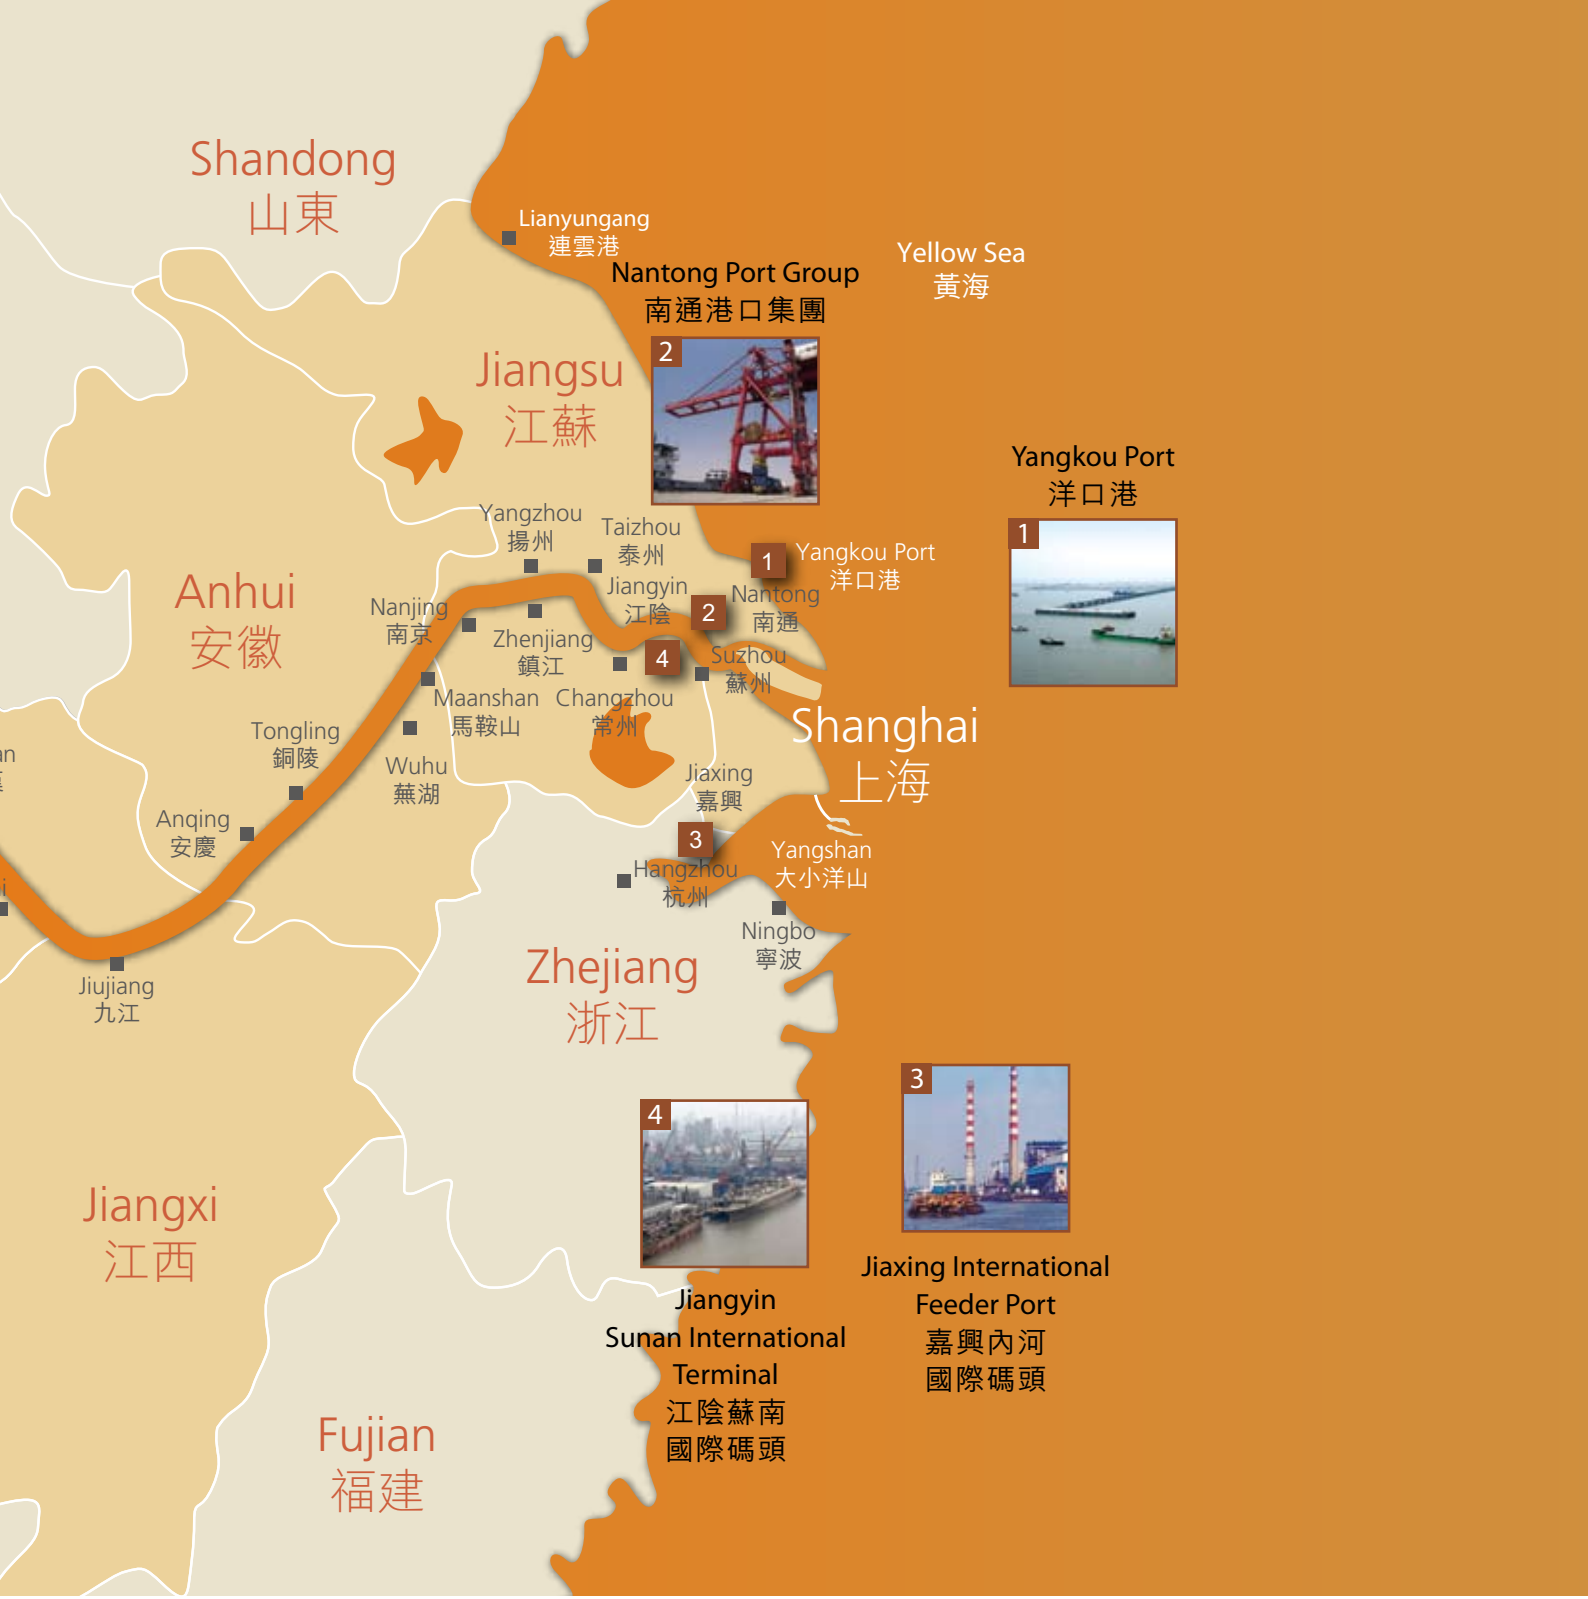 Shandong
山東
Lianyungang
連雲港
Yellow Sea
黃海
Nantong Port Group
南通港口集團
2
Jiangsu
江蘇
Yangkou Port
洋口港
1
Yangzhou
揚州
Taizhou
泰州
1
Yangkou Port
洋口港
Anhui
安徽
Nanjing
南京
Jiangyin
江陰
2
Nantong
南通
Zhenjiang
鎮江
4
Suzhou
蘇州
Maanshan
馬鞍山
Changzhou
常州
Shanghai
上海
Tongling
銅陵
Wuhu
蕪湖
Jiaxing
嘉興
Anqing
安慶
3
Yangshan
大小洋山
Hangzhou
杭州
Ningbo
寧波
Jiujiang
九江
Zhejiang
浙江
3
4
Jiangxi
江西
Jiaxing International
Feeder Port
嘉興內河
國際碼頭
Jiangyin
Sunan International
Terminal
江陰蘇南
國際碼頭
Fujian
福建